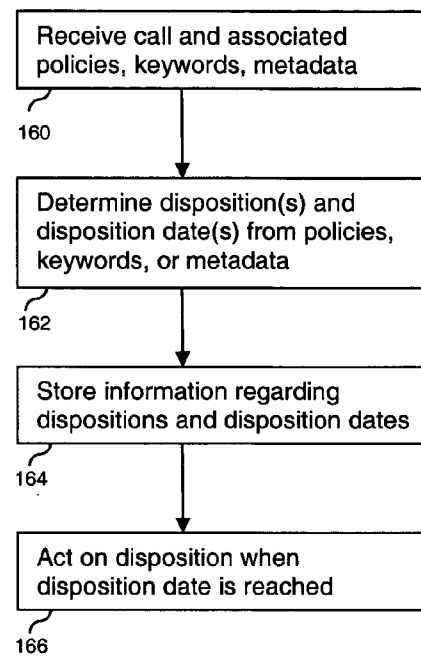 Receive call and associated
policies, keywords, metadata
160
Determine disposition(s) and
disposition date(s) from policies,
keywords, or metadata
162
Store information regarding
dispositions and disposition dates
164
Act on disposition when
disposition date is reached
166